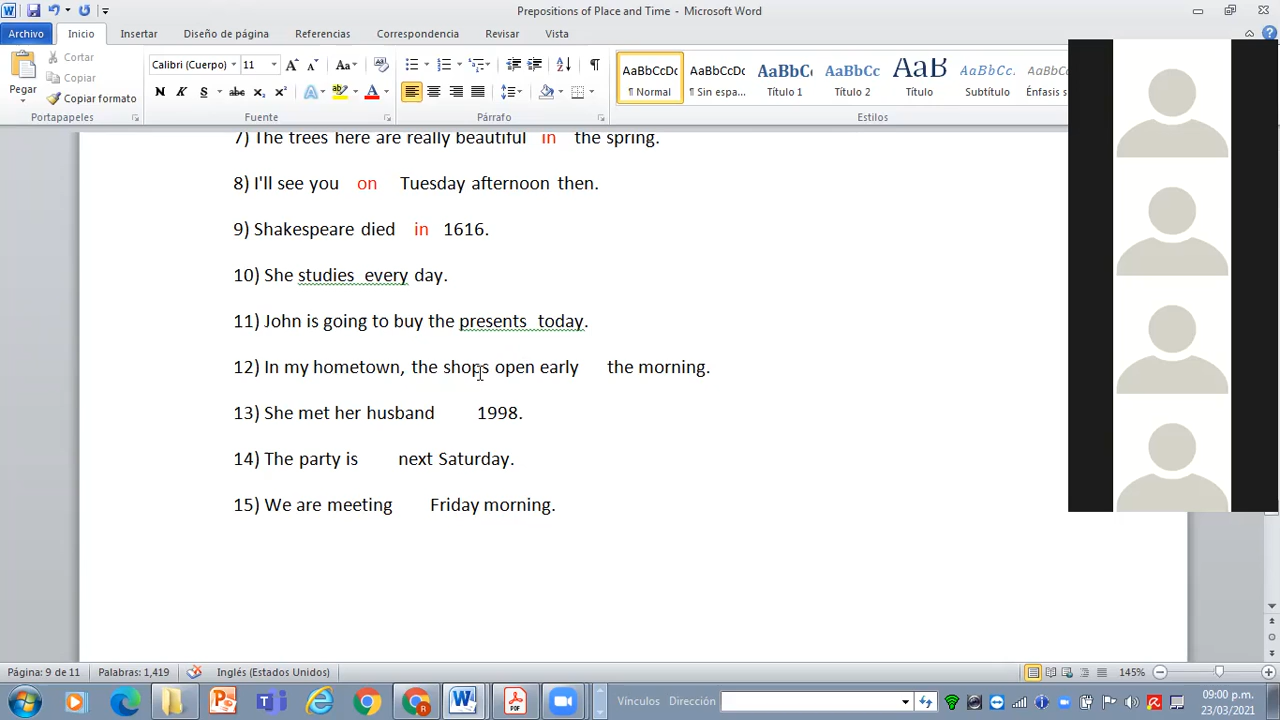 Prepositions of Place and Time - Microsoft Word
Archivo Inicio Insertar Diseño de página Referencias Correspondencia Revisar Vista
Pegar
Cortar
Copiar
Copiar formato
Portapapeles
Calibri (Cuerpo) 11
Fuente
Párrafo
AaBbCcDc AaBbCcDc AaBbC AaBbCc AaB AaBbCc. AaBbCc
¶ Normal ¶ Sin espa... Título 1 Título 2 Título Subtítulo Énfasis s
Estilos
7) The trees here are really beautiful in the spring.
8) I'll see you on Tuesday afternoon then.
9) Shakespeare died in 1616.
10) She studies every day.
11) John is going to buy the presents today.
12) In my hometown, the shops open early the morning.
13) She met her husband 1998.
14) The party is next Saturday.
15) We are meeting Friday morning.
Página: 9 de 11 Palabras: 1,419 Inglés (Estados Unidos) 145%
Vínculos Dirección
09:00 p.m.
23/03/2021